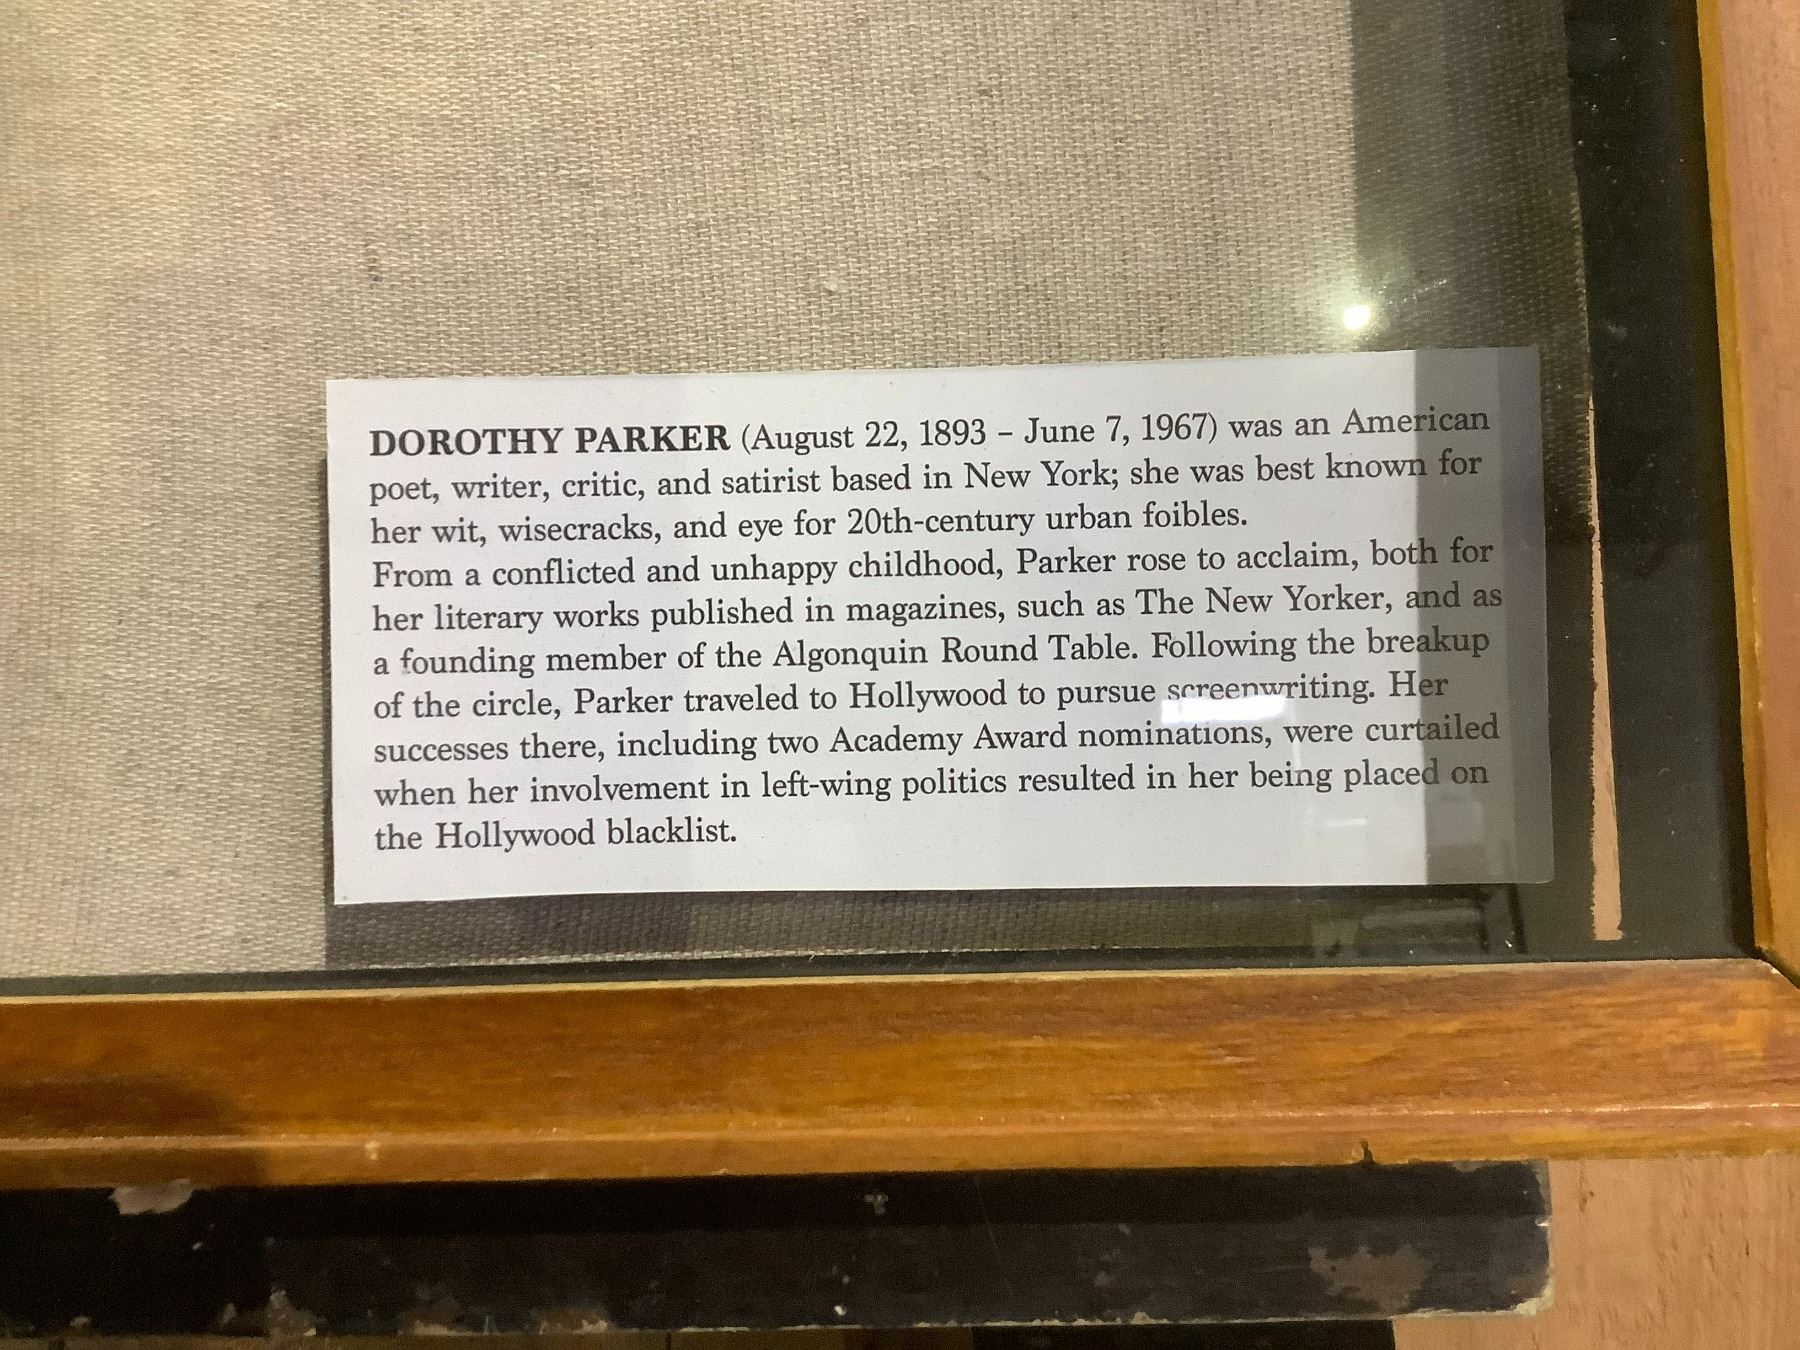 DOROTHY PARKER (August 22, 1893 – June 7, 1967) was an American
poet, writer, critic, and satirist based in New York; she was best known for
her wit, wisecracks, and eye for 20th-century urban foibles.
From a conflicted and unhappy childhood, Parker rose to acclaim, both for
her literary works published in magazines, such as The New Yorker, and as
a founding member of the Algonquin Round Table. Following the breakup
of the circle, Parker traveled to Hollywood to pursue screenwriting. Her
successes there, including two Academy Award nominations, were curtailed
when her involvement in left-wing politics resulted in her being placed on
the Hollywood blacklist.